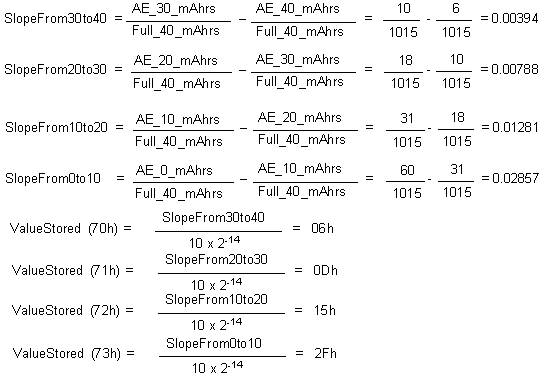 SlopeFrom30to40 = AE_30_mAhrs / Full_40_mAhrs − AE_40_mAhrs / Full_40_mAhrs = 10 / 1015 - 6 / 1015 = 0.00394
SlopeFrom20to30 = AE_20_mAhrs / Full_40_mAhrs − AE_30_mAhrs / Full_40_mAhrs = 18 / 1015 - 10 / 1015 = 0.00788
SlopeFrom10to20 = AE_10_mAhrs / Full_40_mAhrs − AE_20_mAhrs / Full_40_mAhrs = 31 / 1015 - 18 / 1015 = 0.01281
SlopeFrom0to10 = AE_0_mAhrs / Full_40_mAhrs − AE_10_mAhrs / Full_40_mAhrs = 60 / 1015 - 31 / 1015 = 0.02857
ValueStored (70h) = SlopeFrom30to40 / 10 x 2⁻¹⁴ = 06h
ValueStored (71h) = SlopeFrom20to30 / 10 x 2⁻¹⁴ = 0Dh
ValueStored (72h) = SlopeFrom10to20 / 10 x 2⁻¹⁴ = 15h
ValueStored (73h) = SlopeFrom0to10 / 10 x 2⁻¹⁴ = 2Fh